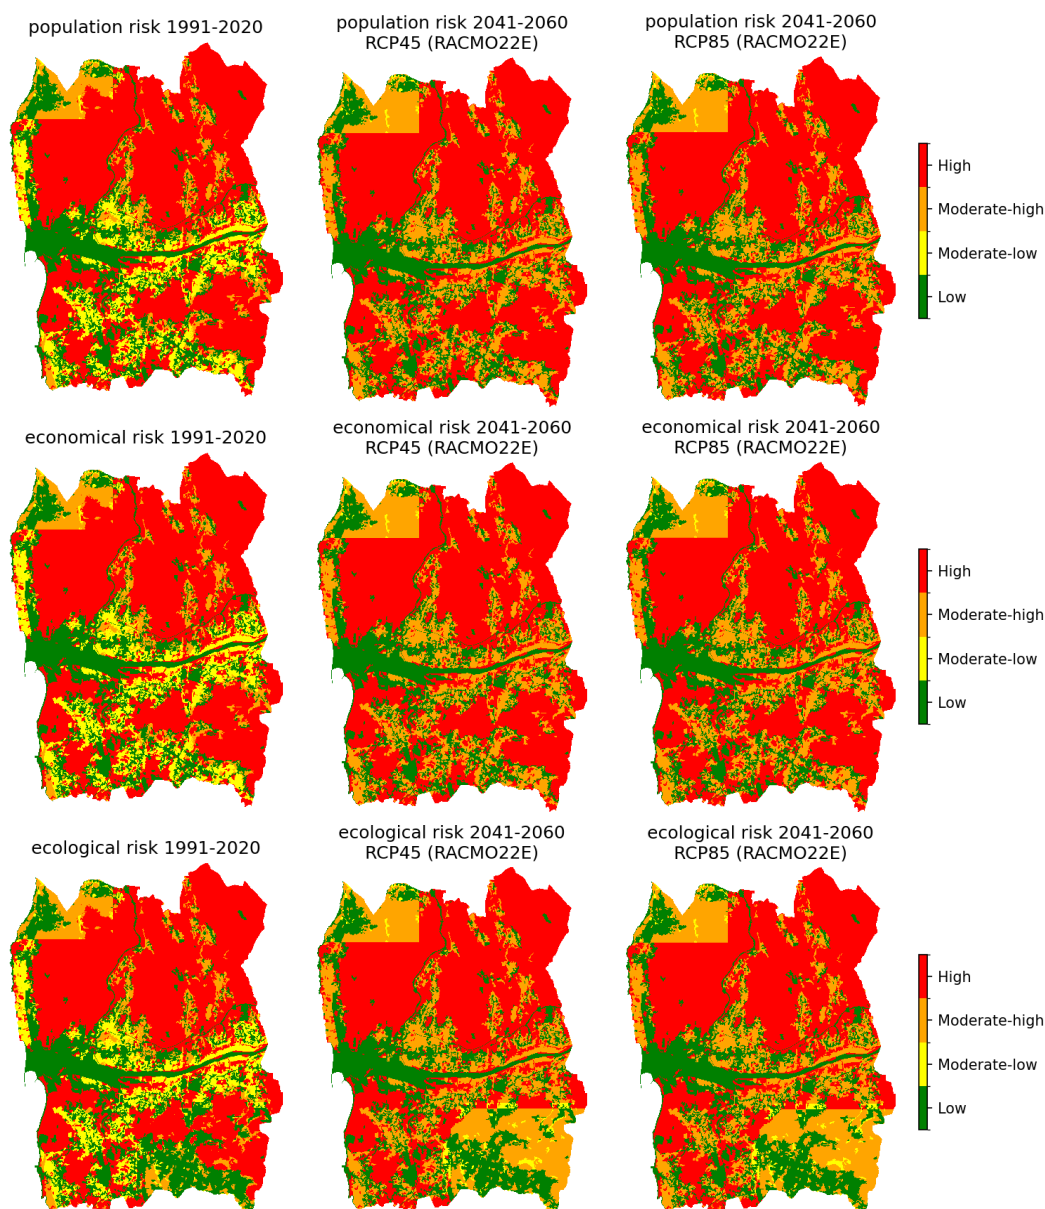 population risk 1991-2020
population risk 2041-2060
RCP45 (RACMO22E)
population risk 2041-2060
RCP85 (RACMO22E)
High
Moderate-high
Moderate-low
Low
economical risk 1991-2020
economical risk 2041-2060
RCP45 (RACMO22E)
economical risk 2041-2060
RCP85 (RACMO22E)
High
Moderate-high
Moderate-low
Low
ecological risk 1991-2020
ecological risk 2041-2060
RCP45 (RACMO22E)
ecological risk 2041-2060
RCP85 (RACMO22E)
High
Moderate-high
Moderate-low
Low